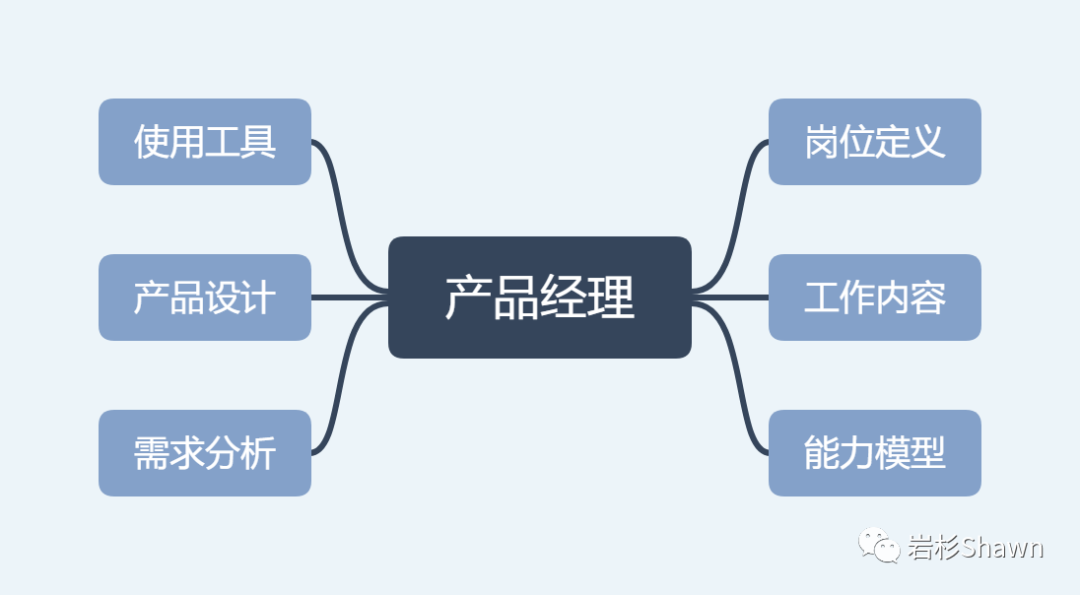 使用工具
岗位定义
产品设计
产品经理
工作内容
需求分析
能力模型
岩杉Shawn